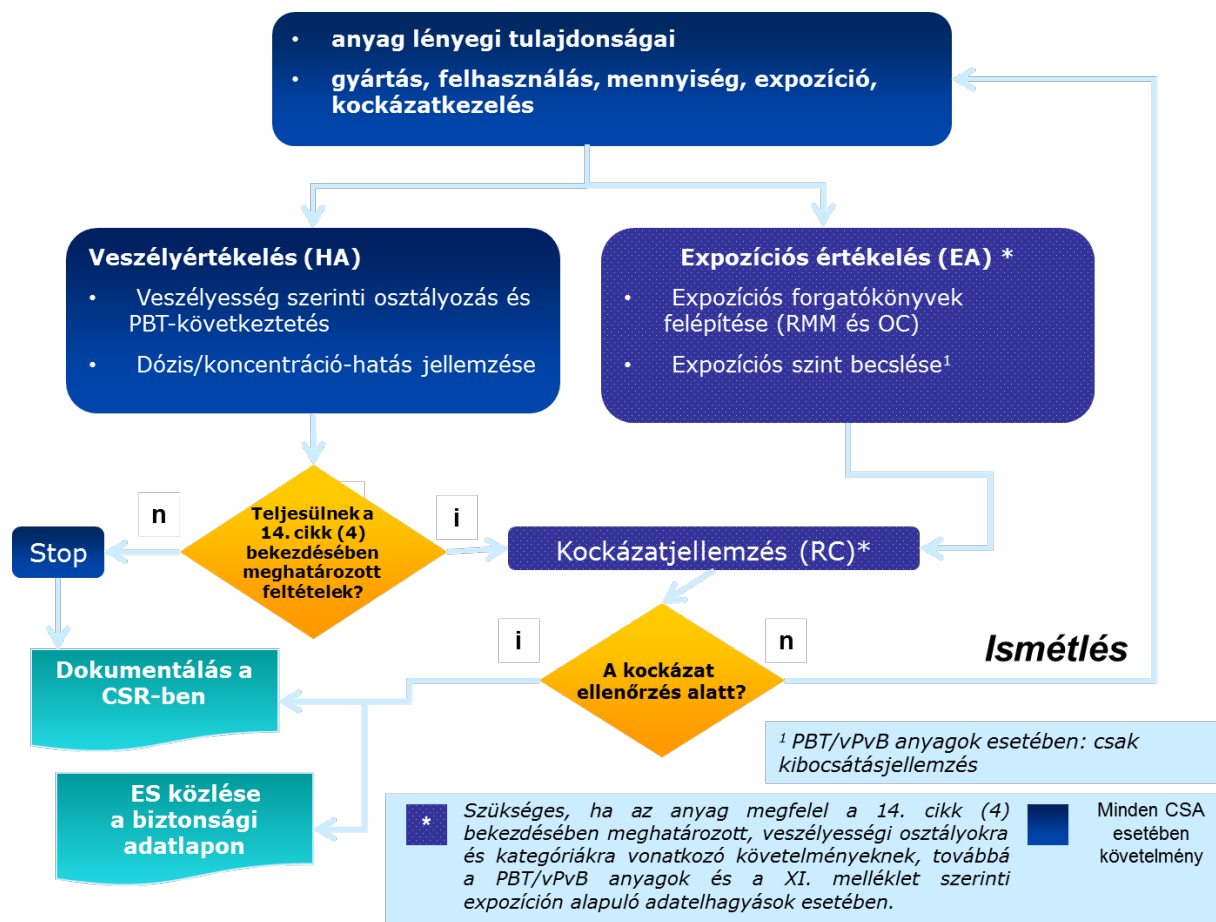 • anyag lényegi tulajdonságai
• gyártás, felhasználás, mennyiség, expozíció,
kockázatkezelés
Veszélyértékelés (HA)
• Veszélyesség szerinti osztályozás és
PBT-következtetés
• Dózis/koncentráció-hatás jellemzése
Expozíciós értékelés (EA) *
• Expozíciós forgatókönyvek
felépítése (RMM és OC)
• Expozíciós szint becslése¹
n
Teljesülnek a
14. cikk (4)
bekezdésében
meghatározott
feltételek?
i
Stop
Kockázatjellemzés (RC)*
i
A kockázat
ellenőrzés alatt?
n
Ismétlés
Dokumentálás a
CSR-ben
ES közlése
a biztonsági
adatlapon
¹ PBT/vPvB anyagok esetében: csak
kibocsátásjellemzés
*
Szükséges, ha az anyag megfelel a 14. cikk (4)
bekezdésében meghatározott, veszélyességi osztályokra
és kategóriákra vonatkozó követelményeknek, továbbá
a PBT/vPvB anyagok és a XI. melléklet szerinti
expozíción alapuló adatelhagyások esetében.
Minden CSA
esetében
követelmény